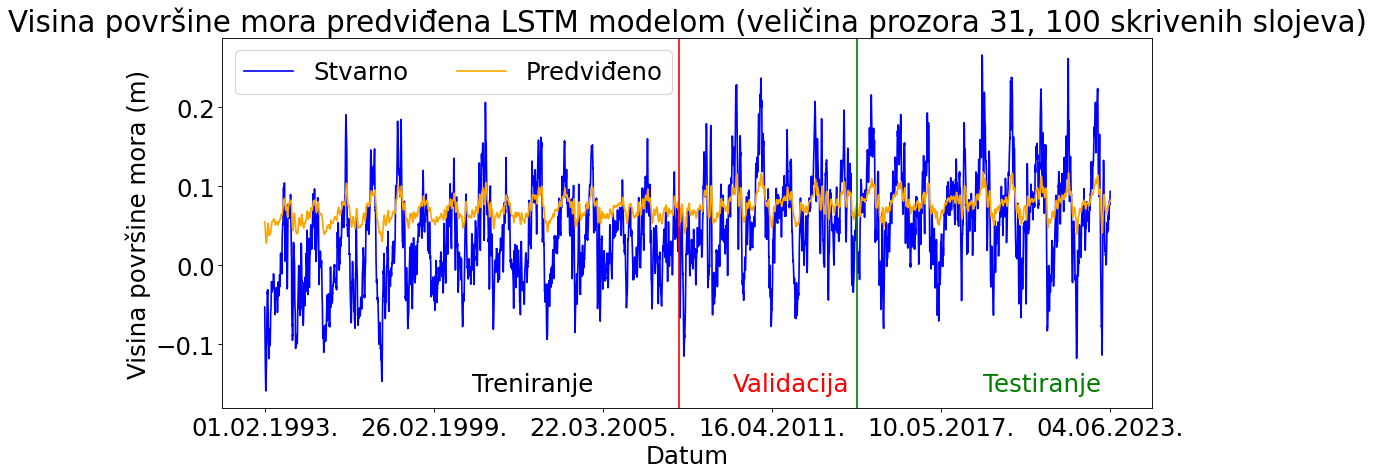 Visina površine mora predviđena LSTM modelom (veličina prozora 31, 100 skrivenih slojeva)
Stvarno Predviđeno
Visina površine mora (m)
0.2
0.1
0.0
−0.1
Treniranje Validacija Testiranje
01.02.1993. 26.02.1999. 22.03.2005. 16.04.2011. 10.05.2017. 04.06.2023.
Datum